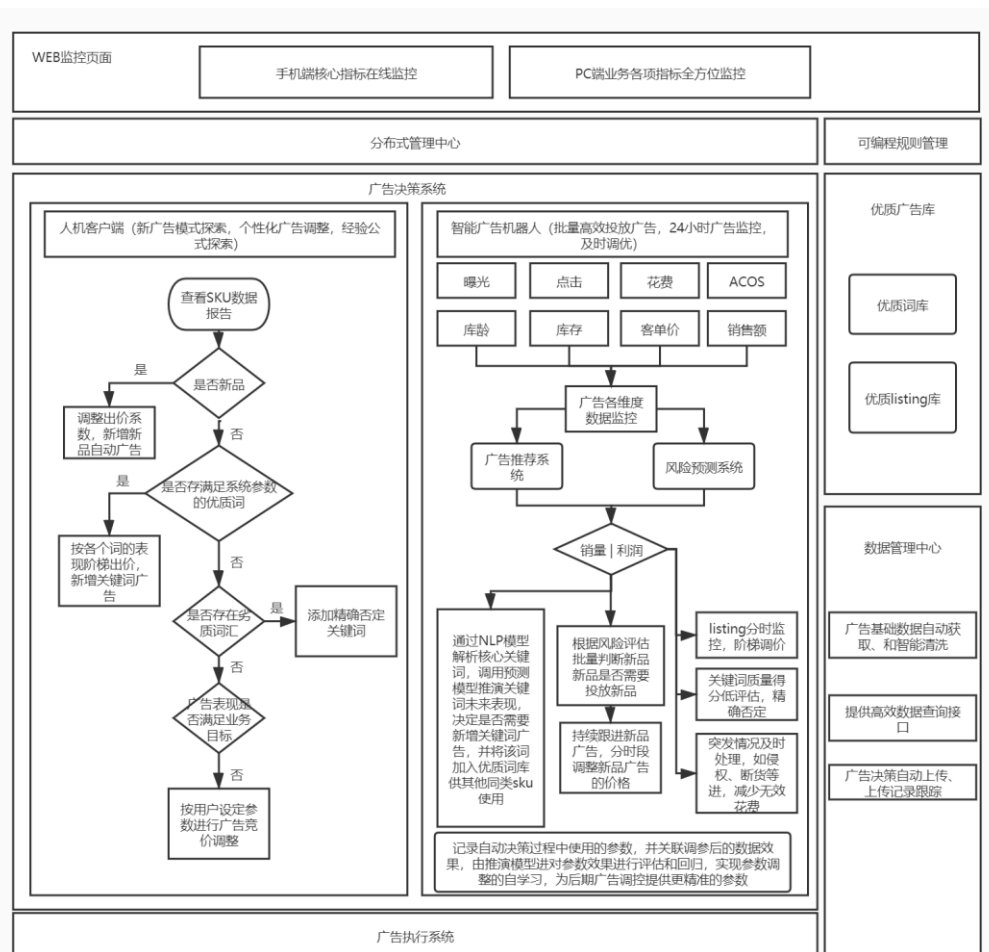 WEB监控页面
手机端核心指标在线监控
PC端业务各项指标全方位监控
分布式管理中心
可编程规则管理
广告决策系统
人机客户端（新广告模式探索，个性化广告调整，经验公
式探索）
查看SKU数据
报告
是否新品
是
调整出价系
数，新增新
品自动广告
否
是否存满足系统参数
的优质词
是
按各个词的表
现阶梯出价，
新增关键词广
告
否
是否存在劣
质词汇
是
添加精确否定
关键词
否
广告表现是
否满足业务
目标
否
按用户设定参
数进行广告竞
价调整
智能广告机器人（批量高效投放广告，24小时广告监控，
及时调优）
曝光
点击
花费
ACOS
库龄
库存
客单价
销售额
广告各维度
数据监控
广告推荐系
统
风险预测系统
销量 | 利润
通过NLP模型
解析核心关键
词，调用预测
模型推演关键
词未来表现，
决定是否需要
新增关键词广
告，并将该词
加入优质词库
供其他同类sku
使用
根据风险评估
批量判断新品
新品是否需要
投放新品
持续跟进新品
广告，分时段
调整新品广告
的价格
listing分时监
控，阶梯调价
关键词质量得
分低评估，精
确否定
突发情况及时
处理，如侵
权、断货等
进，减少无效
花费
记录自动决策过程中使用的参数，并关联调参后的数据效
果，由推演模型进对参数效果进行评估和回归，实现参数调
整的自学习，为后期广告调控提供更精准的参数
优质广告库
优质词库
优质listing库
数据管理中心
广告基础数据自动获
取、和智能清洗
提供高效数据查询接
口
广告决策自动上传、
上传记录跟踪
广告执行系统